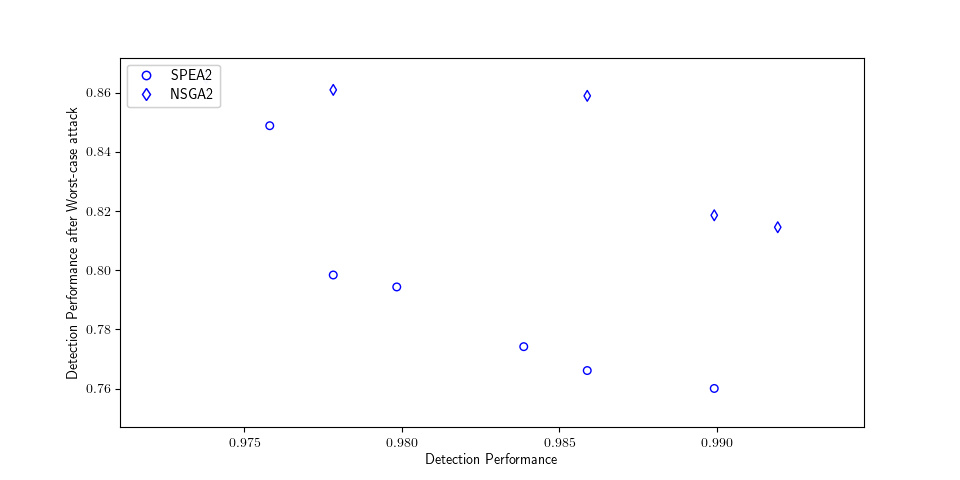 SPEA2
NSGA2
0.86
0.84
0.82
0.80
0.78
0.76
Detection Performance after Worst-case attack
0.975
0.980
0.985
0.990
Detection Performance